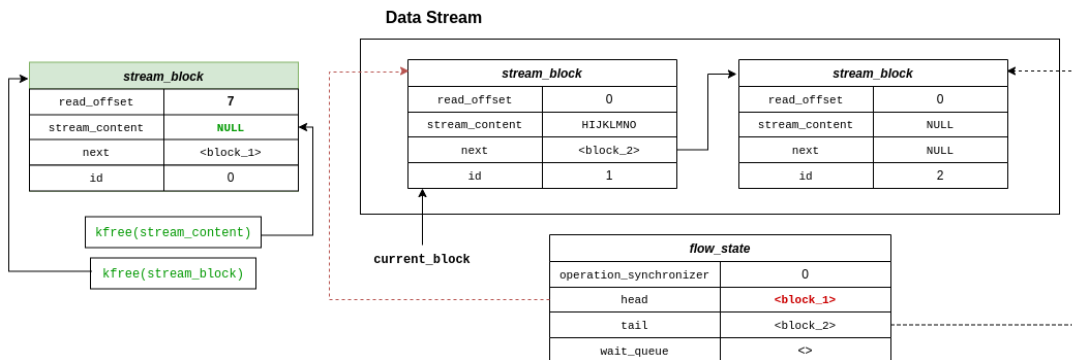 Data Stream
stream_block
read_offset 7
stream_content NULL
next <block_1>
id 0
kfree(stream_content)
kfree(stream_block)
stream_block
read_offset 0
stream_content HIJKLMNO
next <block_2>
id 1
stream_block
read_offset 0
stream_content NULL
next NULL
id 2
current_block
flow_state
operation_synchronizer 0
head <block_1>
tail <block_2>
wait_queue <>